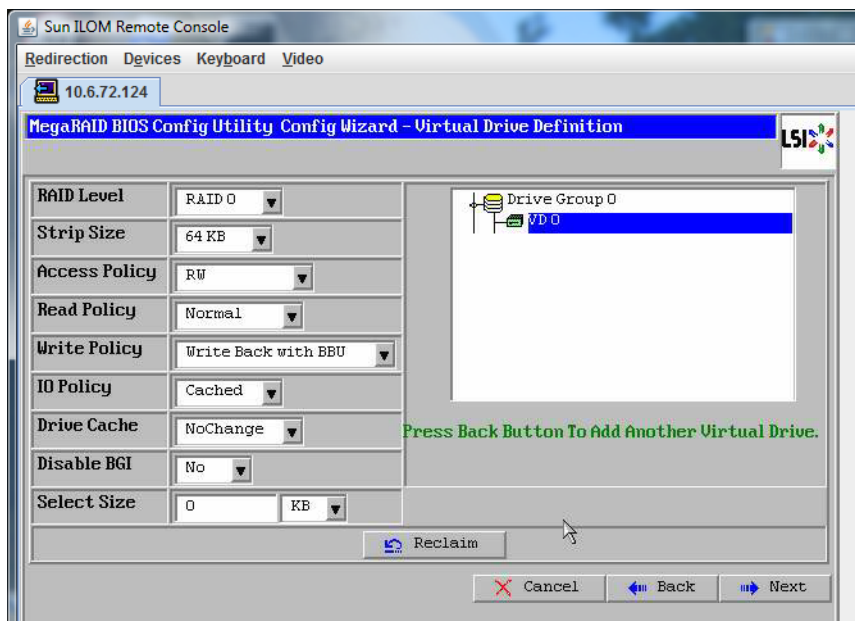 Sun ILOM Remote Console
Redirection Devices Keyboard Video
10.6.72.124
MegaRAID BIOS Config Utility Config Wizard - Virtual Drive Definition
LSI
RAID Level RAID 0
Strip Size 64 KB
Access Policy RW
Read Policy Normal
Write Policy Write Back with BBU
IO Policy Cached
Drive Cache NoChange
Disable BGI No
Select Size 0 KB
Drive Group 0
VD 0
Press Back Button To Add Another Virtual Drive.
Reclaim
Cancel Back Next